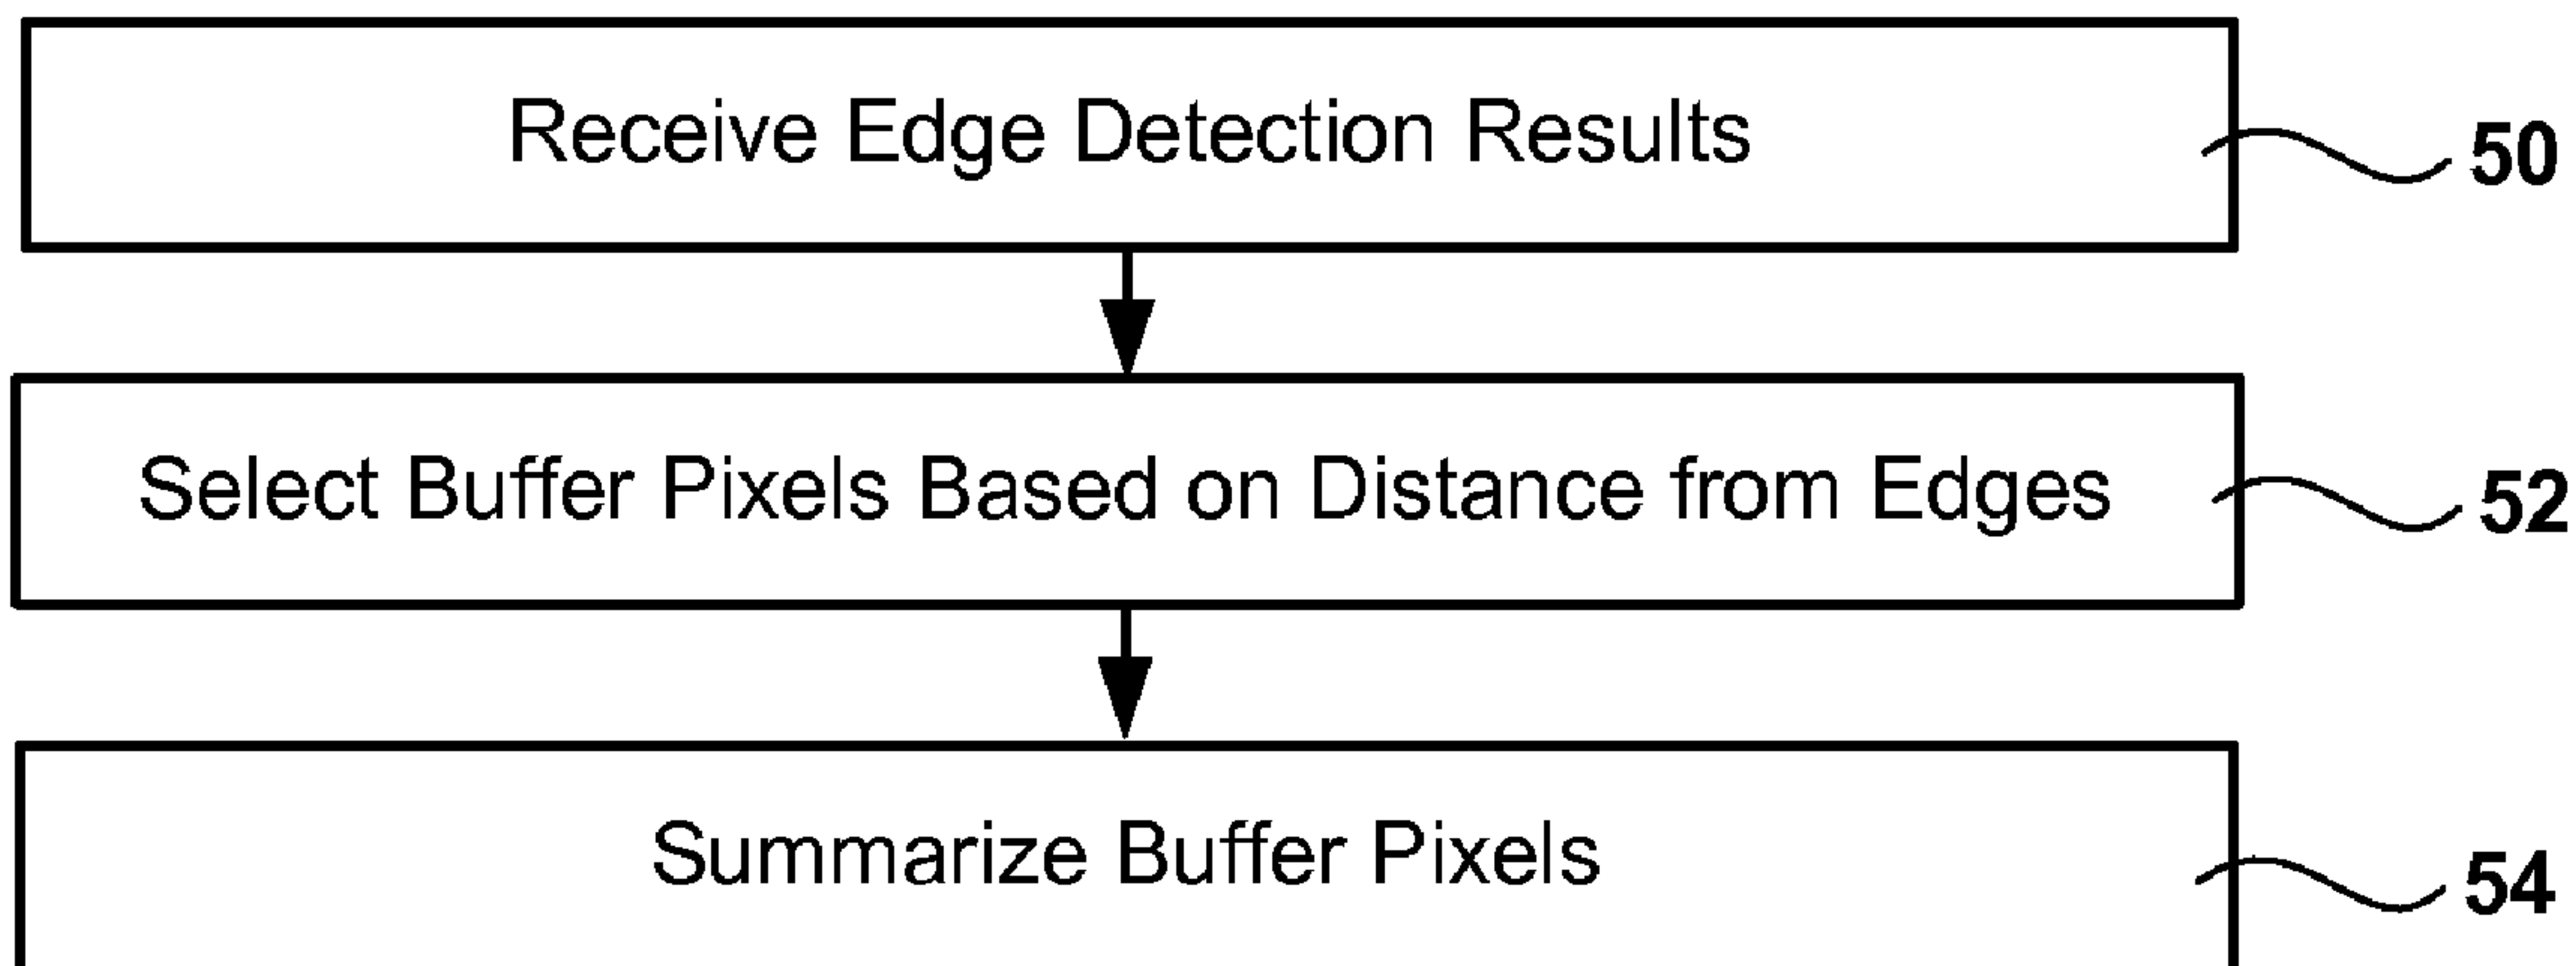 Receive Edge Detection Results
50
Select Buffer Pixels Based on Distance from Edges
52
Summarize Buffer Pixels
54